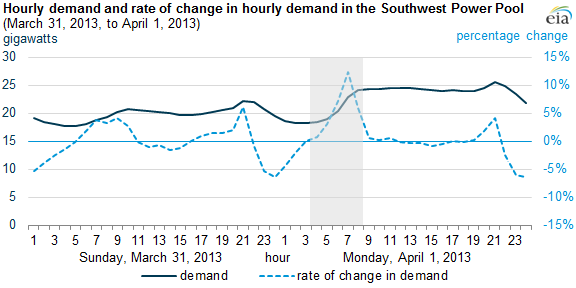 Hourly demand and rate of change in hourly demand in the Southwest Power Pool
(March 31, 2013, to April 1, 2013)
gigawatts
eia
percentage change
30 15%
25 10%
20 5%
15 0%
10 -5%
5 -10%
0 -15%
1 3 5 7 9 11 13 15 17 19 21 23 1 3 5 7 9 11 13 15 17 19 21 23
Sunday, March 31, 2013 hour Monday, April 1, 2013
demand rate of change in demand